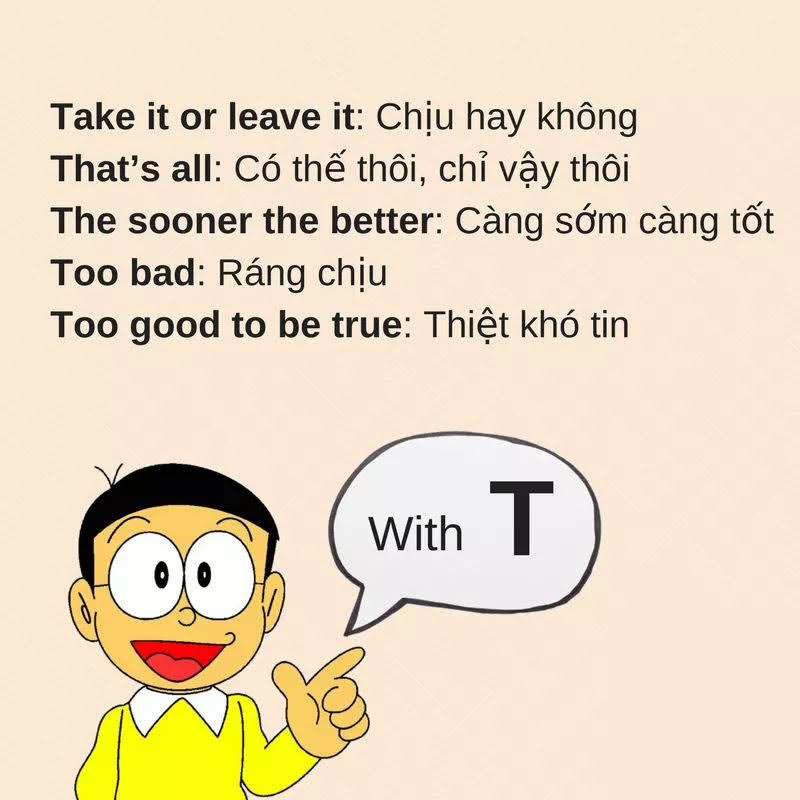 Take it or leave it: Chịu hay không
That’s all: Có thế thôi, chỉ vậy thôi
The sooner the better: Càng sớm càng tốt
Too bad: Ráng chịu
Too good to be true: Thiệt khó tin
With T